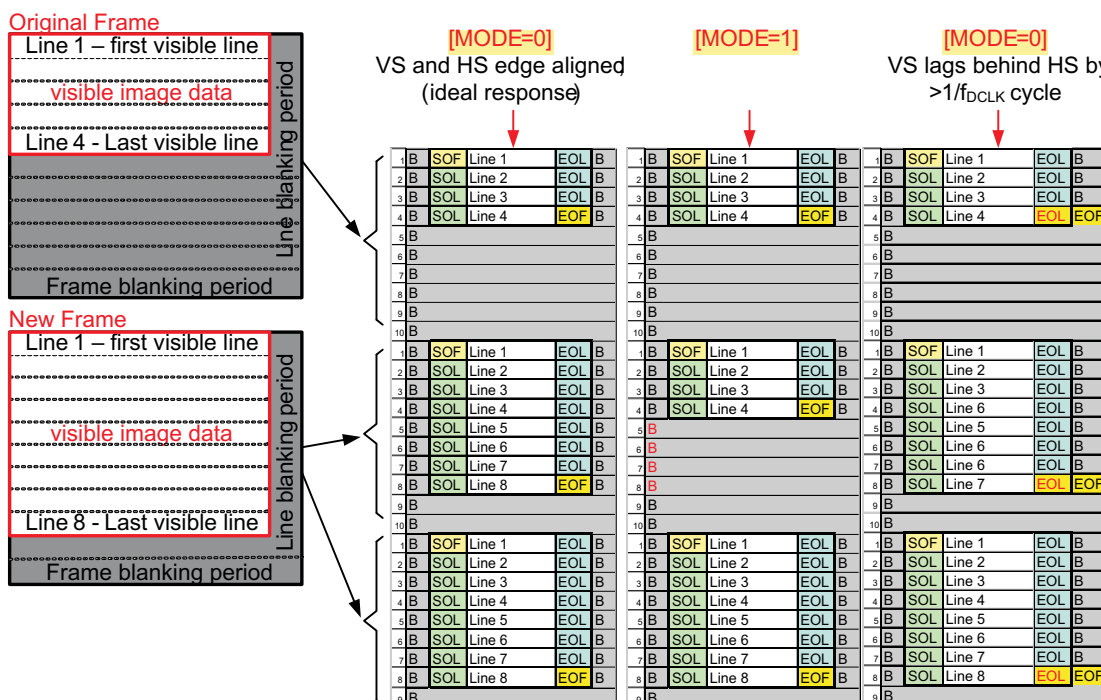 Original Frame
Line 1 – first visible line
visible image data
Line 4 - Last visible line
Line blanking period
Frame blanking period
New Frame
Line 1 – first visible line
visible image data
Line 8 - Last visible line
Line blanking period
Frame blanking period
[MODE=0]
VS and HS edge aligned
(ideal response)
1 B SOF Line 1 EOL B
2 B SOL Line 2 EOL B
3 B SOL Line 3 EOL B
4 B SOL Line 4 EOF B
5 B
6 B
7 B
8 B
9 B
10 B
1 B SOF Line 1 EOL B
2 B SOL Line 2 EOL B
3 B SOL Line 3 EOL B
4 B SOL Line 4 EOL B
5 B SOL Line 5 EOL B
6 B SOL Line 6 EOL B
7 B SOL Line 7 EOL B
8 B SOL Line 8 EOF B
9 B
10 B
1 B SOF Line 1 EOL B
2 B SOL Line 2 EOL B
3 B SOL Line 3 EOL B
4 B SOL Line 4 EOL B
5 B SOL Line 5 EOL B
6 B SOL Line 6 EOL B
7 B SOL Line 7 EOL B
8 B SOL Line 8 EOF B
9 B
[MODE=1]
1 B SOF Line 1 EOL B
2 B SOL Line 2 EOL B
3 B SOL Line 3 EOL B
4 B SOL Line 4 EOF B
5 B
6 B
7 B
8 B
9 B
10 B
1 B SOF Line 1 EOL B
2 B SOL Line 2 EOL B
3 B SOL Line 3 EOL B
4 B SOL Line 4 EOF B
5 B
6 B
7 B
8 B
9 B
10 B
1 B SOF Line 1 EOL B
2 B SOL Line 2 EOL B
3 B SOL Line 3 EOL B
4 B SOL Line 4 EOL B
5 B SOL Line 5 EOL B
6 B SOL Line 6 EOL B
7 B SOL Line 7 EOL B
8 B SOL Line 8 EOF B
9 B
[MODE=0]
VS lags behind HS by
>1/fDCLK cycle
1 B SOF Line 1 EOL B
2 B SOL Line 2 EOL B
3 B SOL Line 3 EOL B
4 B SOL Line 4 EOL EOF
5 B
6 B
7 B
8 B
9 B
10 B
1 B SOF Line 1 EOL B
2 B SOL Line 2 EOL B
3 B SOL Line 3 EOL B
4 B SOL Line 6 EOL B
5 B SOL Line 5 EOL B
6 B SOL Line 6 EOL B
7 B SOL Line 6 EOL B
8 B SOL Line 7 EOL EOF
9 B
10 B
1 B SOF Line 1 EOL B
2 B SOL Line 2 EOL B
3 B SOL Line 3 EOL B
4 B SOL Line 4 EOL B
5 B SOL Line 5 EOL B
6 B SOL Line 6 EOL B
7 B SOL Line 7 EOL B
8 B SOL Line 8 EOL EOF
9 B